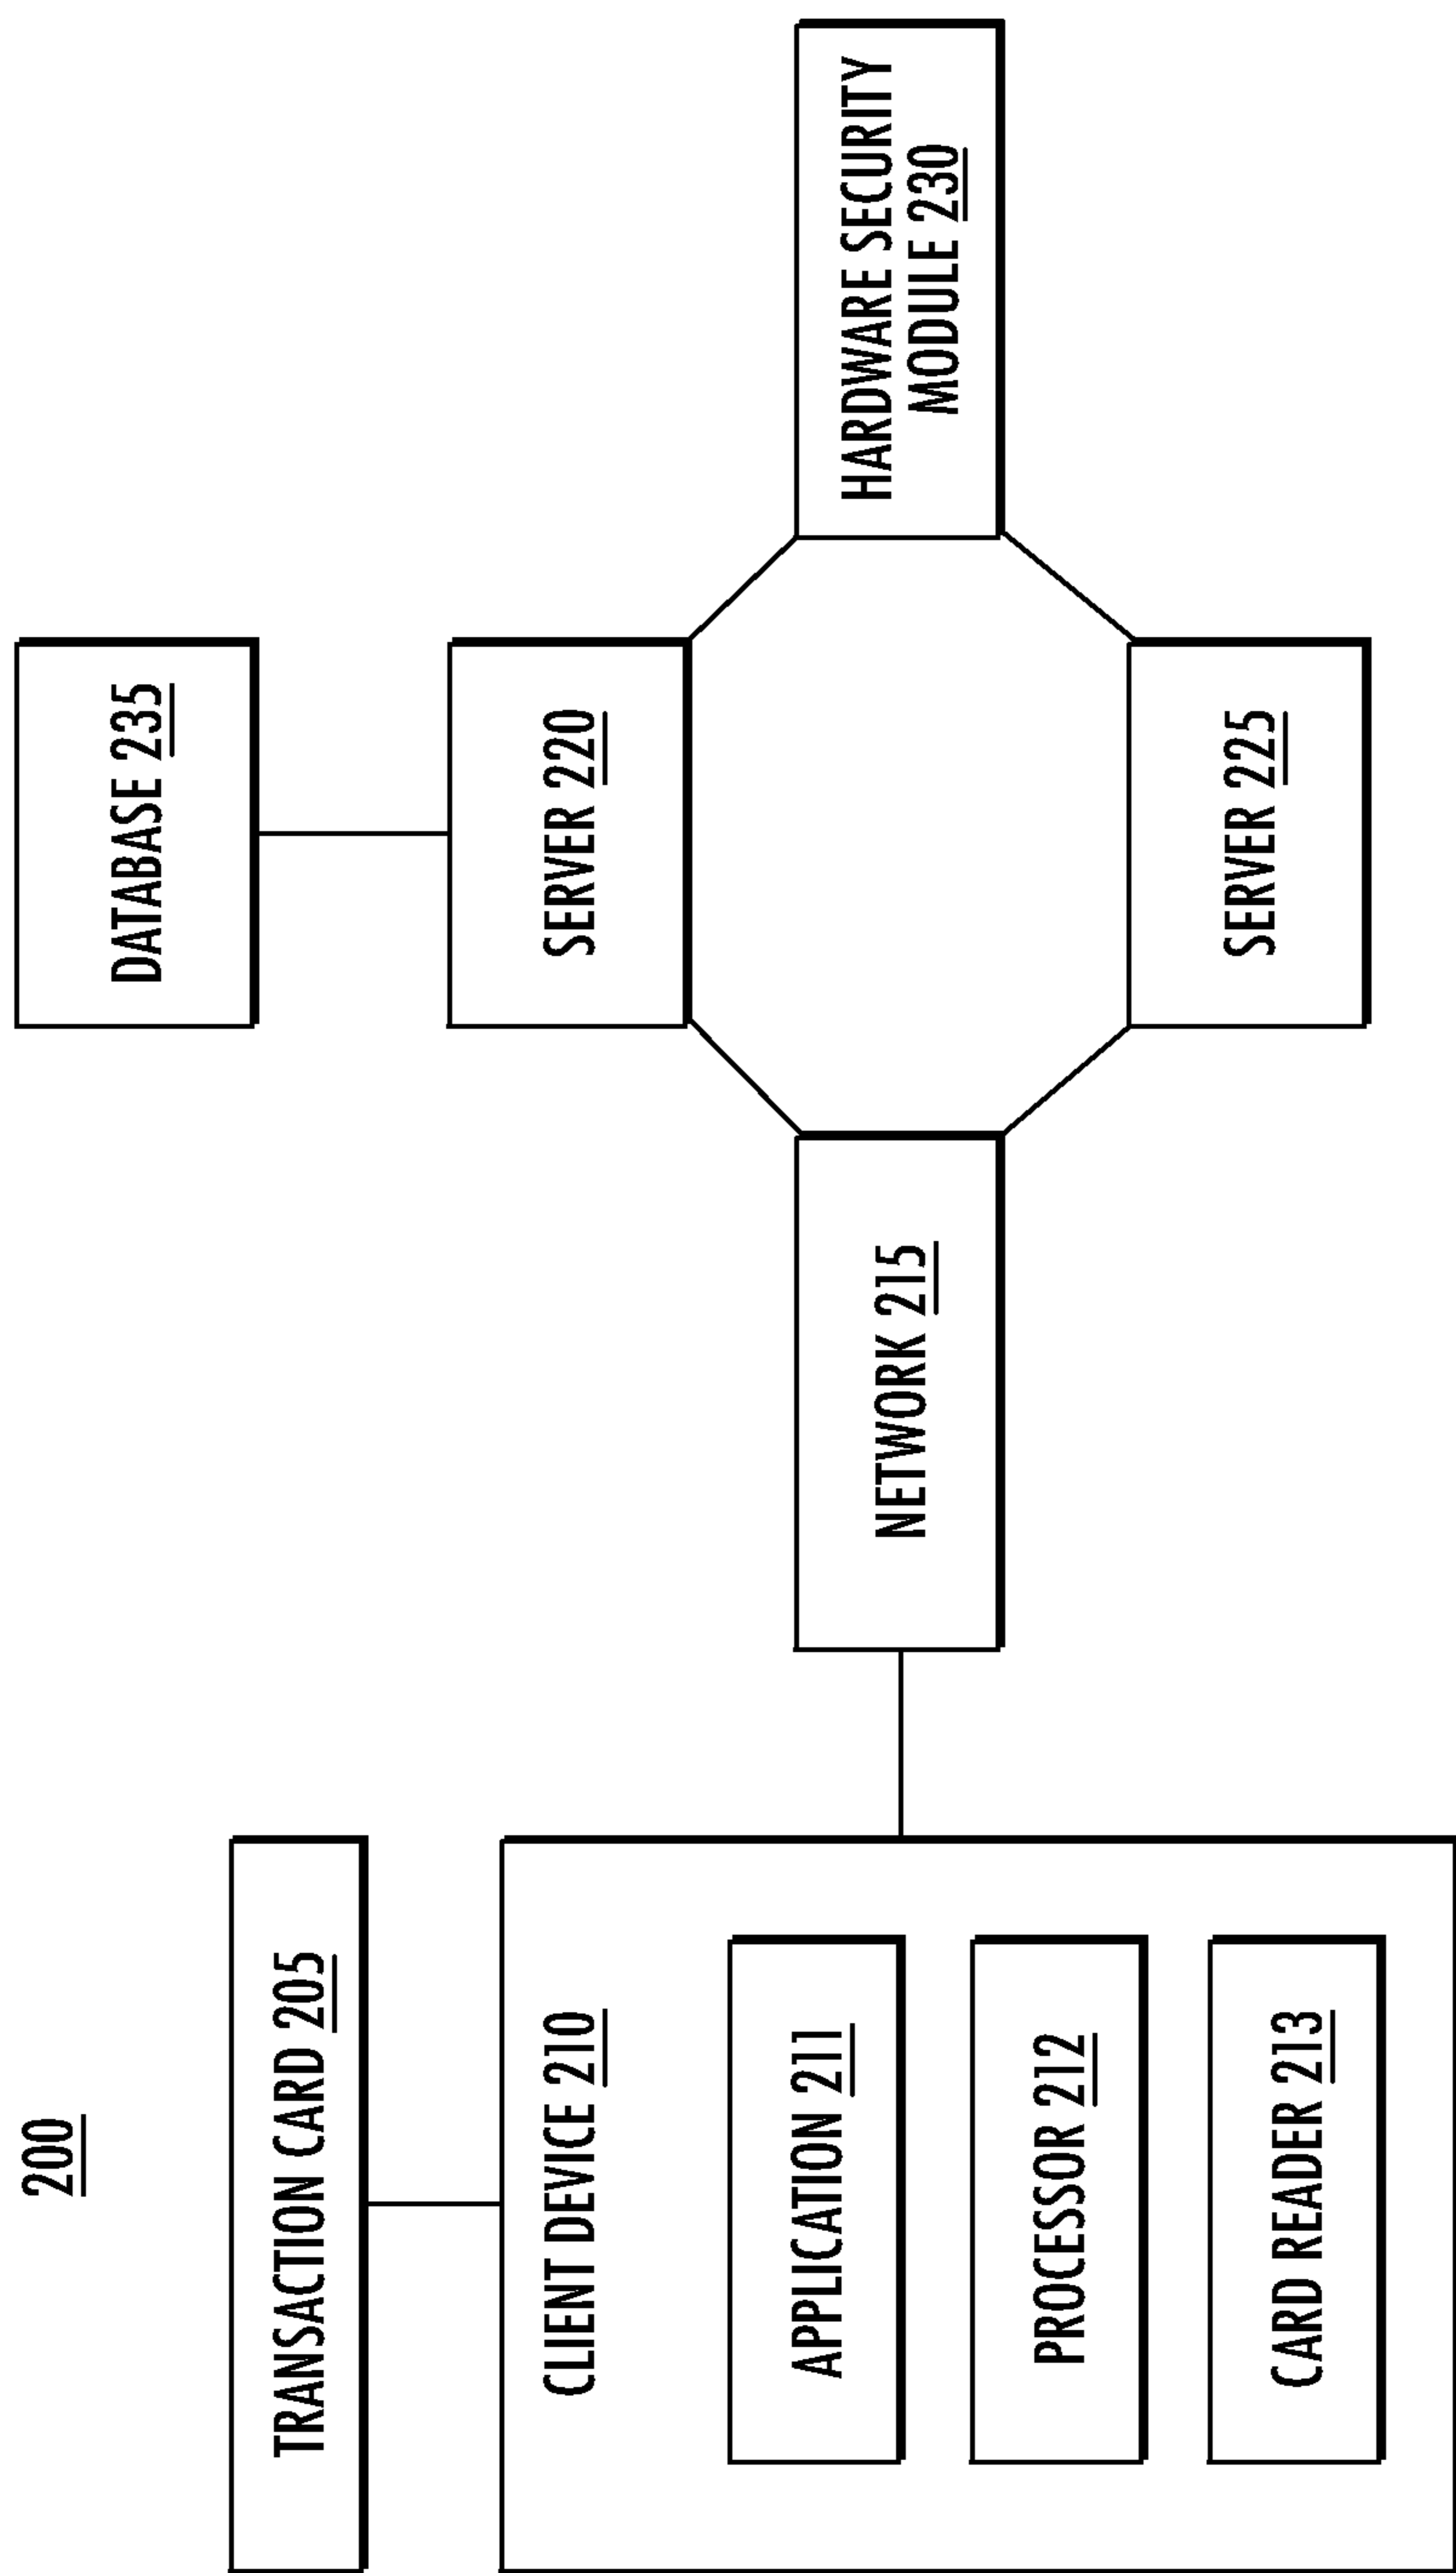 200
TRANSACTION CARD 205
CLIENT DEVICE 210
APPLICATION 211
PROCESSOR 212
CARD READER 213
NETWORK 215
DATABASE 235
SERVER 220
SERVER 225
HARDWARE SECURITY
MODULE 230